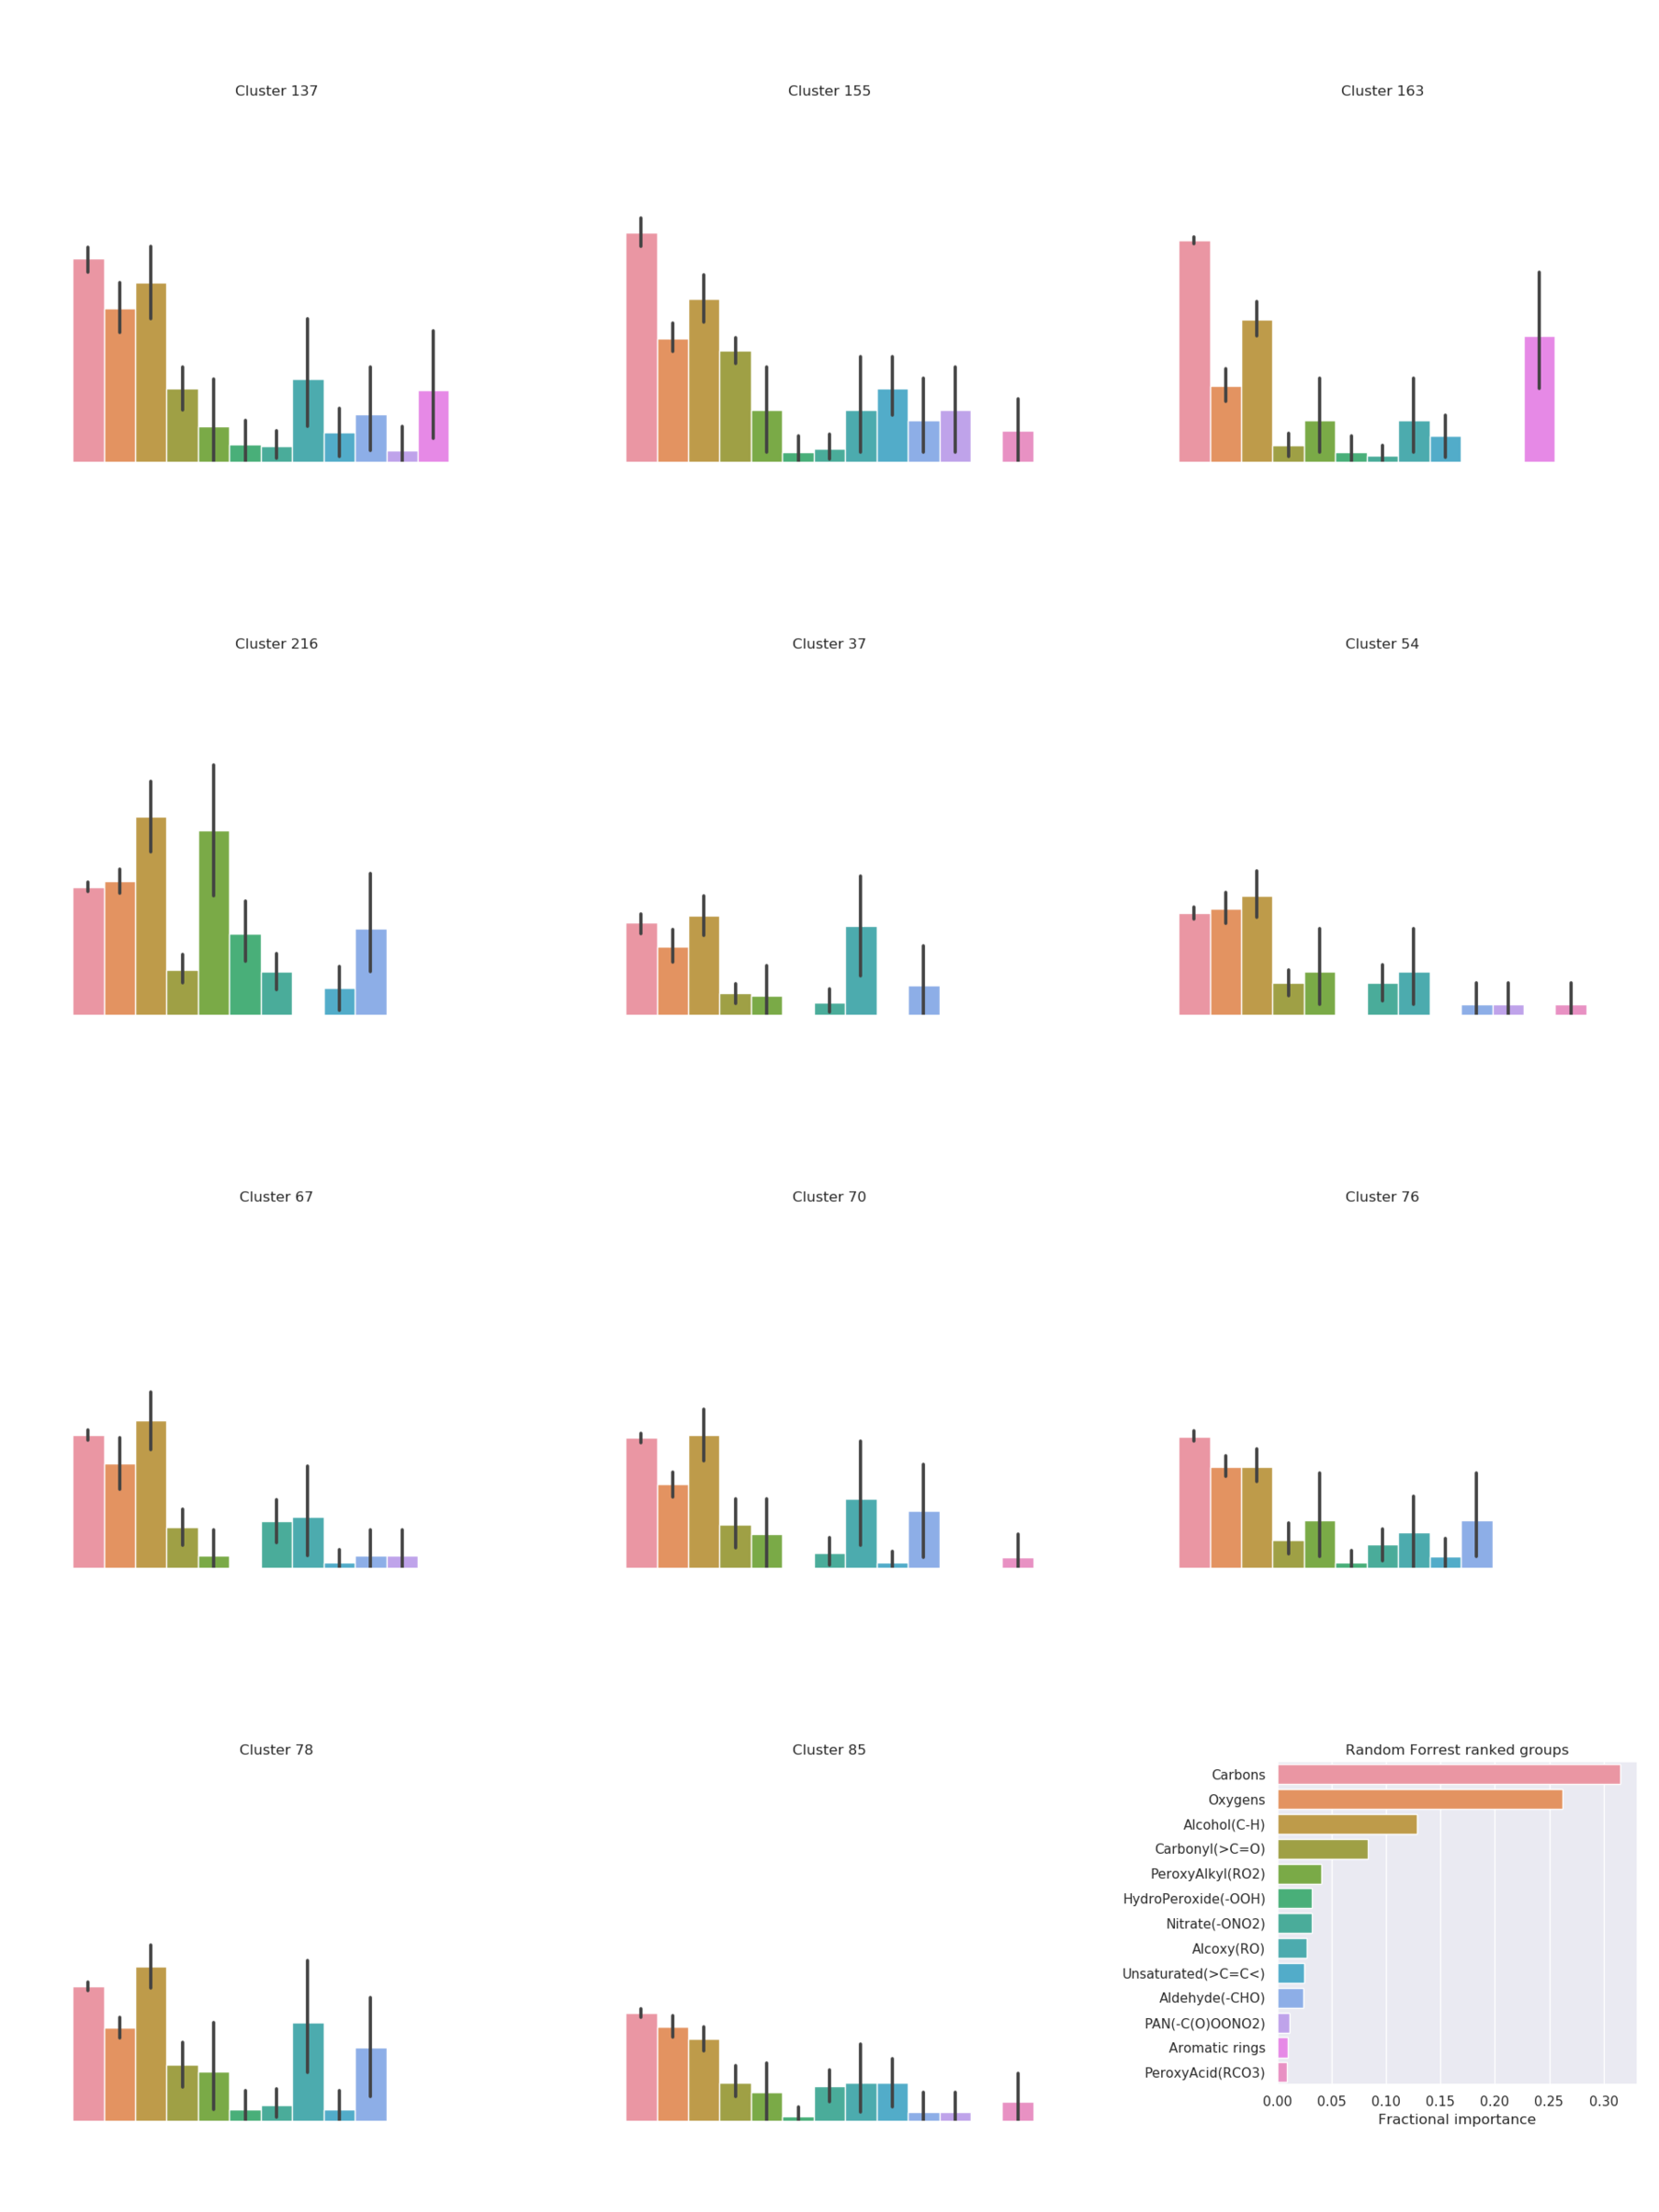 Cluster 137
Cluster 155
Cluster 163
Cluster 216
Cluster 37
Cluster 54
Cluster 67
Cluster 70
Cluster 76
Cluster 78
Cluster 85
Random Forrest ranked groups
Carbons
Oxygens
Alcohol(C-H)
Carbonyl(>C=O)
PeroxyAlkyl(RO2)
HydroPeroxide(-OOH)
Nitrate(-ONO2)
Alcoxy(RO)
Unsaturated(>C=C<)
Aldehyde(-CHO)
PAN(-C(O)OONO2)
Aromatic rings
PeroxyAcid(RCO3)
0.00 0.05 0.10 0.15 0.20 0.25 0.30
Fractional importance